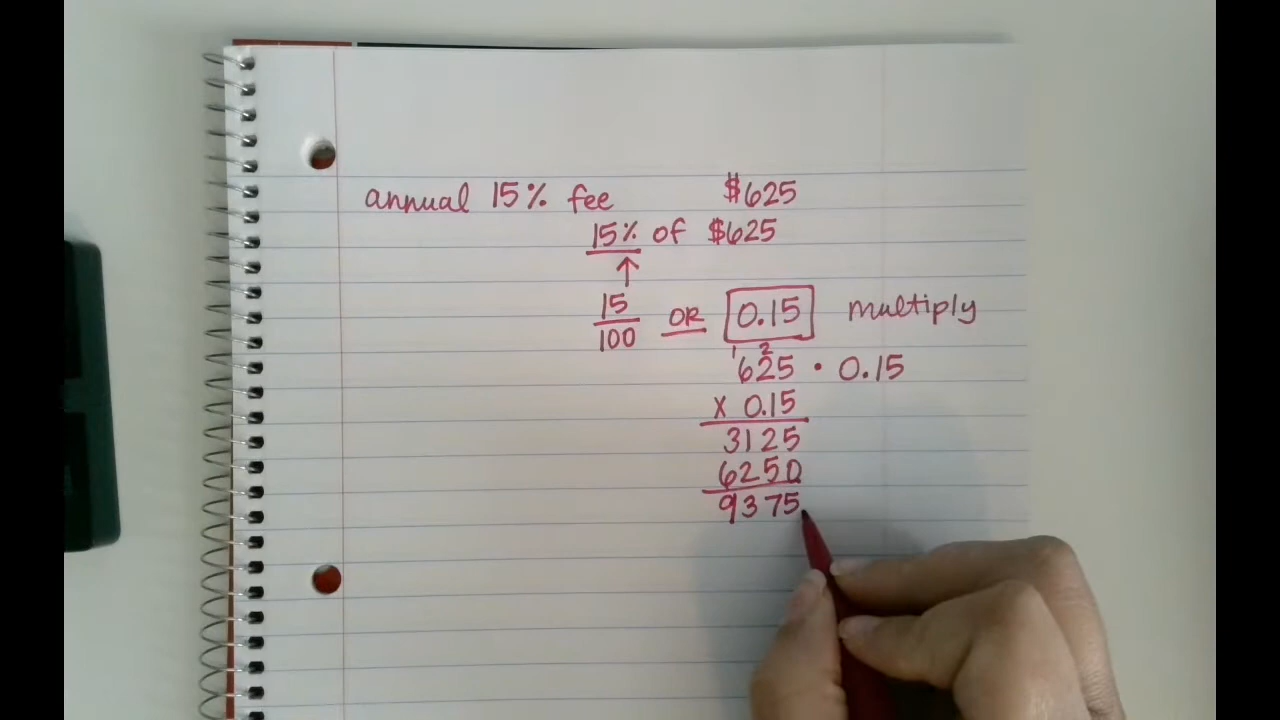 annual 15% fee $625
15% of $625
↑
15/100 OR 0.15 multiply
1 2
625 · 0.15
x 0.15
3125
6250
9375